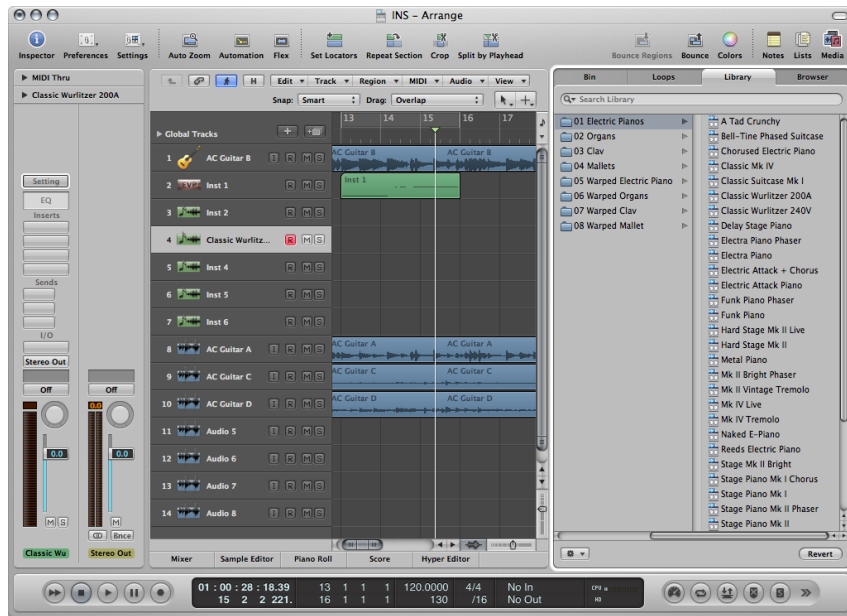 INS - Arrange
Inspector Preferences Settings Auto Zoom Automation Flex Set Locators Repeat Section Crop Split by Playhead Bounce Regions Bounce Colors Notes Lists Media
MIDI Thru
Classic Wurlitzer 200A
Setting
EQ
Inserts
Sends
I/O
Stereo Out
Off Off
0.0
0.0 0.0
M S M
Bnce
Classic Wu Stereo Out
H Edit Track Region MIDI Audio View
Snap: Smart Drag: Overlap
13 14 15 16 17
Global Tracks
1 AC Guitar B I R M S AC Guitar B AC Guitar B
2 EVP Inst 1 R M S Inst 1
3 Inst 2 R M S
4 Classic Wurlitz... R M S
5 Inst 4 R M S
6 Inst 5 R M S
7 Inst 6 R M S
8 AC Guitar A I R M S AC Guitar A AC Guitar A
9 AC Guitar C I R M S AC Guitar C AC Guitar C
10 AC Guitar D I R M S AC Guitar D AC Guitar D
11 Audio 5 I R M S
12 Audio 6 I R M S
13 Audio 7 I R M S
14 Audio 8 I R M S
Mixer Sample Editor Piano Roll Score Hyper Editor
Bin Loops Library Browser
Search Library
01 Electric Pianos
02 Organs
03 Clav
04 Mallets
05 Warped Electric Piano
06 Warped Organs
07 Warped Clav
08 Warped Mallet
A Tad Crunchy
Bell-Tine Phased Suitcase
Chorused Electric Piano
Classic Mk IV
Classic Suitcase Mk I
Classic Wurlitzer 200A
Classic Wurlitzer 240V
Delay Stage Piano
Electra Piano Phaser
Electra Piano
Electric Attack + Chorus
Electric Attack Piano
Funk Piano Phaser
Funk Piano
Hard Stage Mk II Live
Hard Stage Mk II
Metal Piano
Mk II Bright Phaser
Mk II Vintage Tremolo
Mk IV Live
Mk IV Tremolo
Naked E-Piano
Reeds Electric Piano
Stage Mk II Bright
Stage Piano Mk I Chorus
Stage Piano Mk I
Stage Piano Mk II Phaser
Stage Piano Mk II
Revert
01 : 00 : 28 : 18.39 13 1 1 1 120.0000 4/4 No In CPU
15 2 2 221. 16 1 1 1 130 /16 No Out HD
S